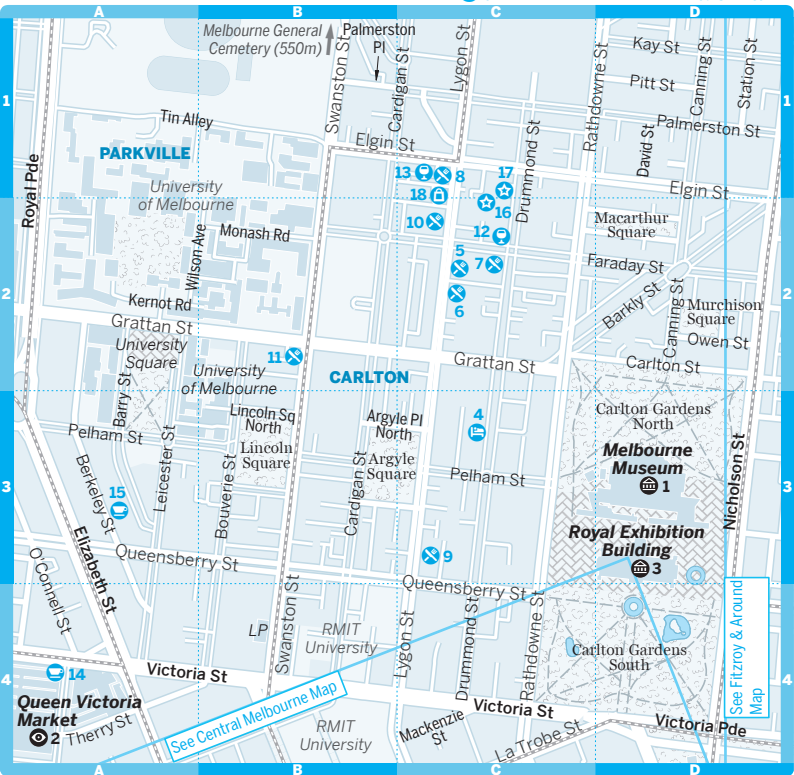 A
B
C
D
Melbourne General
Cemetery (550m)
Swanston St
Palmerston
Pl
Cardigan St
Lygon St
Rathdowne St
Kay St
Canning St
Station St
Pitt St
1
1
Tin Alley
Elgin St
Palmerston St
David St
PARKVILLE
Royal Pde
University
of Melbourne
13
8
17
18
16
Drummond St
Elgin St
10
12
Macarthur
Square
Wilson Ave
Monash Rd
5
7
Faraday St
2
2
6
Barkly St
Canning St
Murchison
Square
Kernot Rd
Grattan St
Owen St
University
Square
11
University
of Melbourne
CARLTON
Grattan St
Carlton St
Barry St
Lincoln Sq
North
Argyle Pl
North
4
Carlton Gardens
North
Pelham St
Leicester St
Lincoln
Square
Argyle
Square
Melbourne
Museum
1
Berkeley St
Bouverie St
Cardigan St
Pelham St
Nicholson St
3
3
15
Elizabeth St
Queensberry St
9
Royal Exhibition
Building
3
O'Connell St
Queensberry St
LP
Swanston St
RMIT
University
Lygon St
Drummond St
Rathdowne St
Carlton Gardens
South
See Fitzroy & Around
Map
4
4
14
Victoria St
Queen Victoria
Market
2
Therry St
See Central Melbourne Map
RMIT
University
Mackenzie
St
Victoria St
La Trobe St
Victoria Pde
A
B
C
D